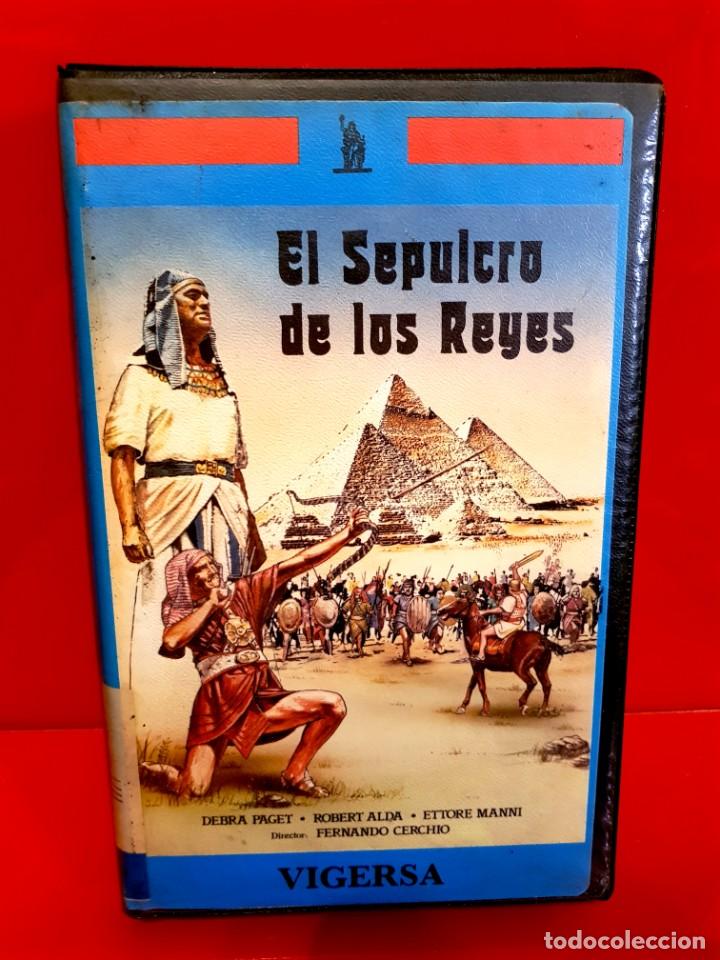 El Sepulcro
de los Reyes
DEBRA PAGET • ROBERT ALDA • ETTORE MANNI
Director: FERNANDO CERCHIO
VIGERSA
todocoleccion